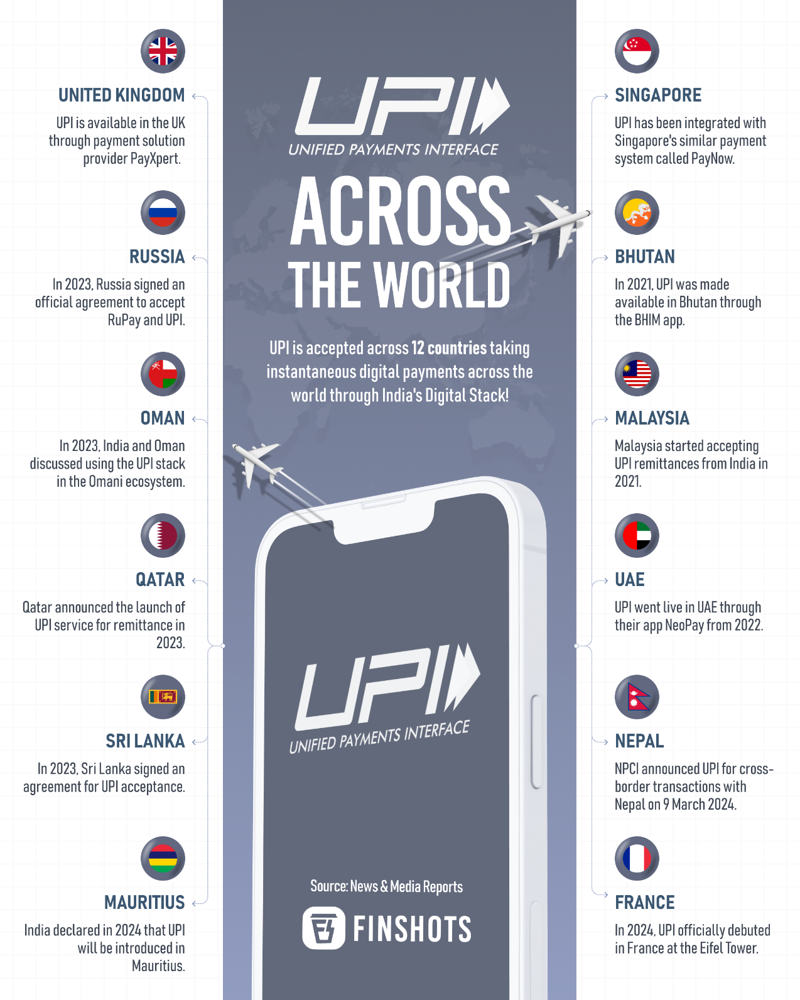 UPI
UNIFIED PAYMENTS INTERFACE
ACROSS
THE WORLD
UPI is accepted across 12 countries taking
instantaneous digital payments across the
world through India's Digital Stack!
UNITED KINGDOM
UPI is available in the UK
through payment solution
provider PayXpert.
RUSSIA
In 2023, Russia signed an
official agreement to accept
RuPay and UPI.
OMAN
In 2023, India and Oman
discussed using the UPI stack
in the Omani ecosystem.
QATAR
Qatar announced the launch of
UPI service for remittance in
2023.
SRI LANKA
In 2023, Sri Lanka signed an
agreement for UPI acceptance.
MAURITIUS
India declared in 2024 that UPI
will be introduced in
Mauritius.
SINGAPORE
UPI has been integrated with
Singapore's similar payment
system called PayNow.
BHUTAN
In 2021, UPI was made
available in Bhutan through
the BHIM app.
MALAYSIA
Malaysia started accepting
UPI remittances from India in
2021.
UAE
UPI went live in UAE through
their app NeoPay from 2022.
NEPAL
NPCI announced UPI for cross-
border transactions with
Nepal on 9 March 2024.
FRANCE
In 2024, UPI officially debuted
in France at the Eifel Tower.
UPI
UNIFIED PAYMENTS INTERFACE
Source: News & Media Reports
FINSHOTS